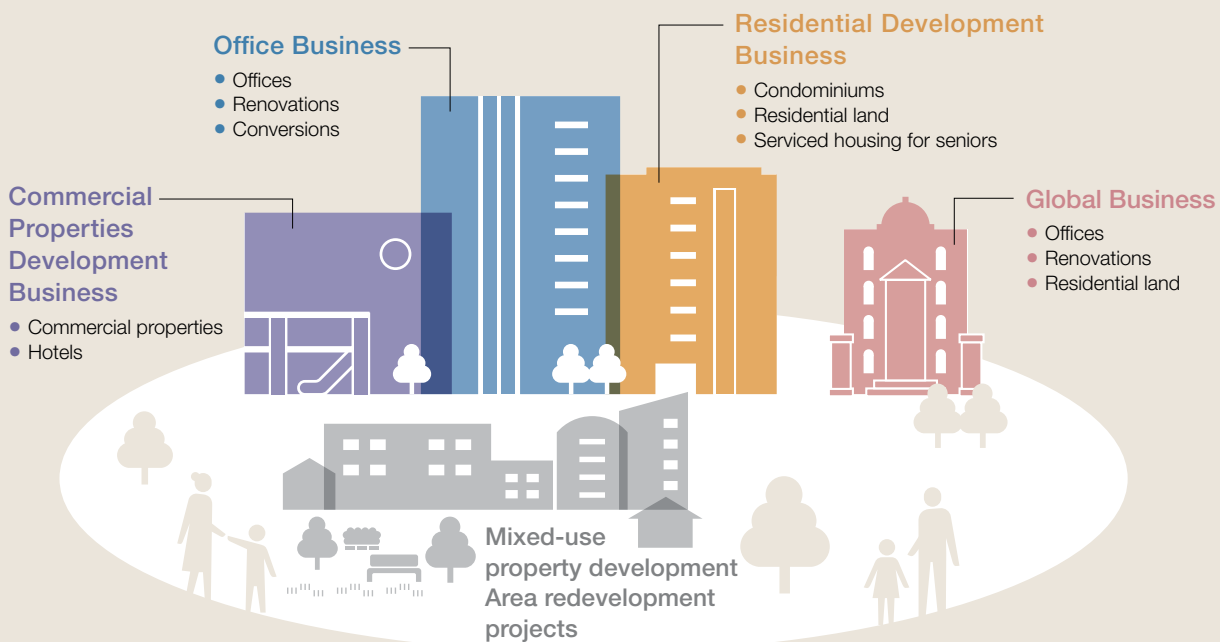 Office Business
• Offices
• Renovations
• Conversions
Residential Development
Business
• Condominiums
• Residential land
• Serviced housing for seniors
Commercial
Properties
Development
Business
• Commercial properties
• Hotels
Global Business
• Offices
• Renovations
• Residential land
Mixed-use
property development
Area redevelopment
projects